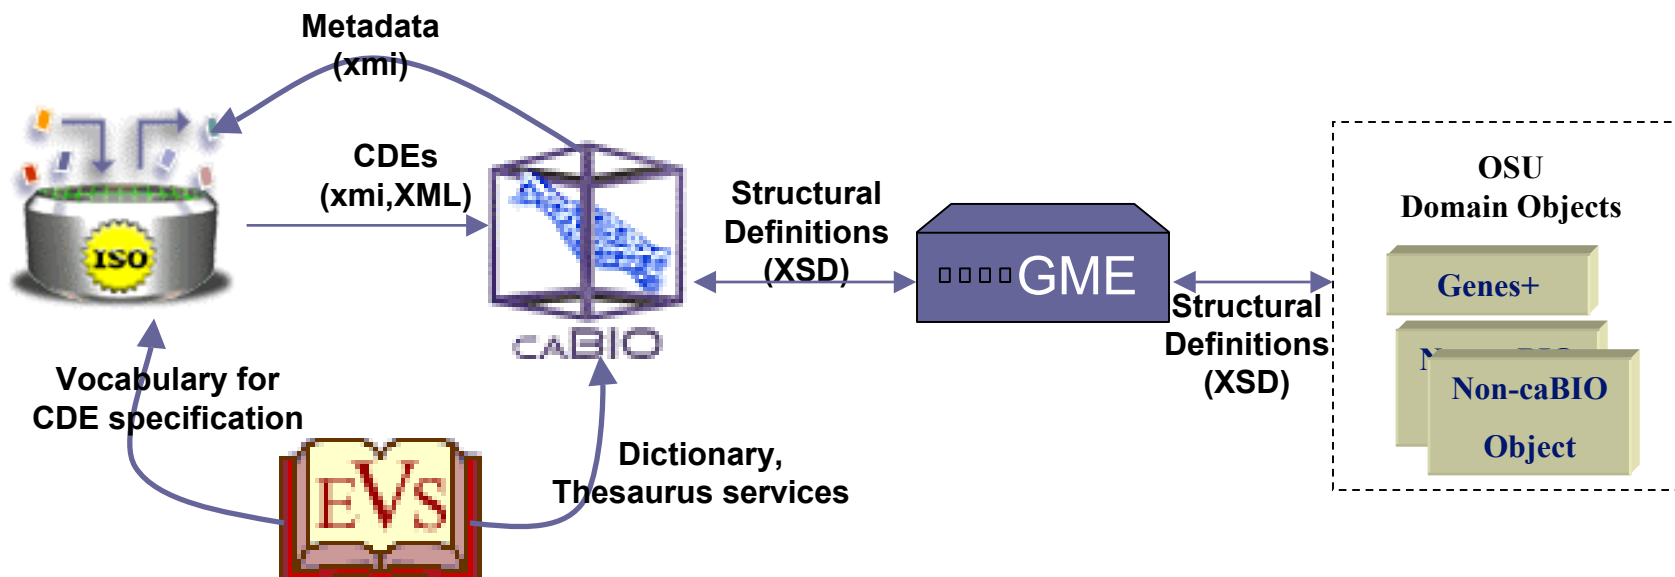 Metadata
(xmi)
CDEs
(xmi,XML)
ISO
caBIO
Structural
Definitions
(XSD)
GME
Structural
Definitions
(XSD)
OSU
Domain Objects
Genes+
Non-caBIO
Object
Vocabulary for
CDE specification
EVS
Dictionary,
Thesaurus services